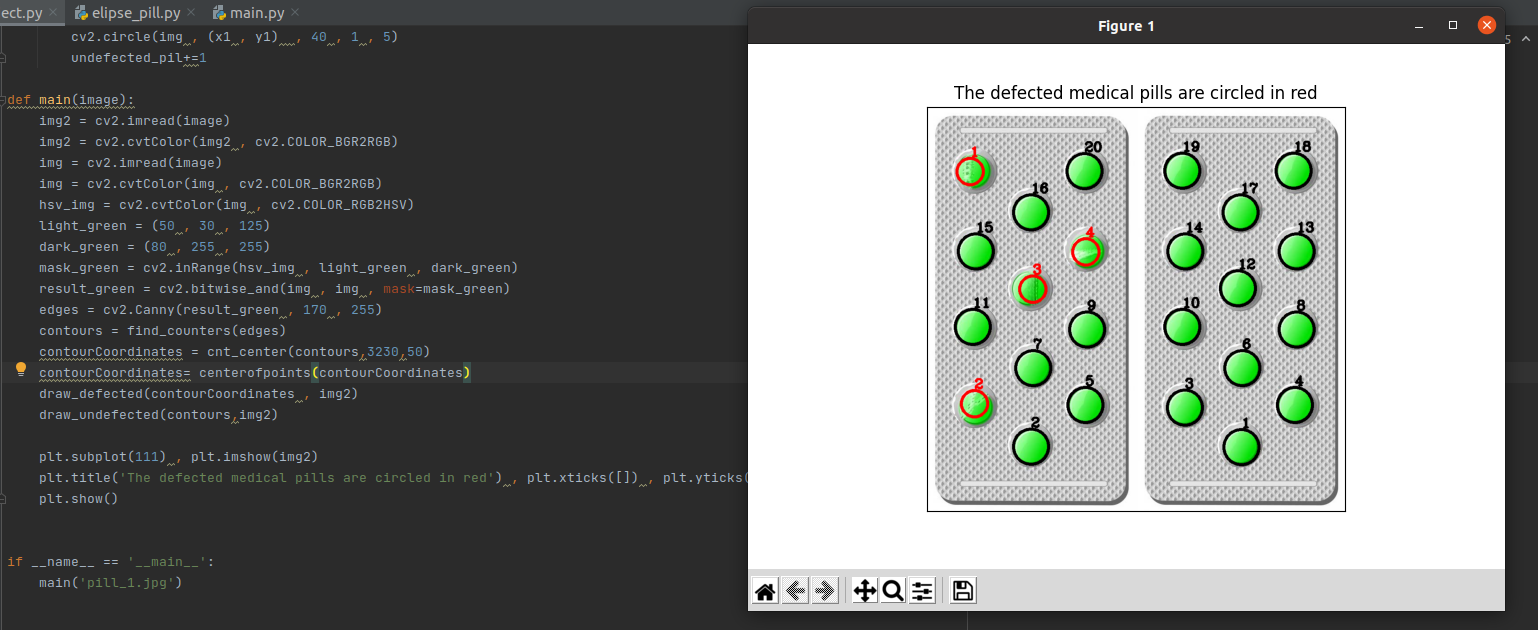 ect.py elipse_pill.py main.py
cv2.circle(img , (x1 , y1) , 40 , 1 , 5)
undefected_pil+=1
def main(image):
img2 = cv2.imread(image)
img2 = cv2.cvtColor(img2 , cv2.COLOR_BGR2RGB)
img = cv2.imread(image)
img = cv2.cvtColor(img , cv2.COLOR_BGR2RGB)
hsv_img = cv2.cvtColor(img , cv2.COLOR_RGB2HSV)
light_green = (50 , 30 , 125)
dark_green = (80 , 255 , 255)
mask_green = cv2.inRange(hsv_img , light_green , dark_green)
result_green = cv2.bitwise_and(img , img , mask=mask_green)
edges = cv2.Canny(result_green , 170 , 255)
contours = find_counters(edges)
contourCoordinates = cnt_center(contours,3230,50)
contourCoordinates= centerofpoints(contourCoordinates)
draw_defected(contourCoordinates , img2)
draw_undefected(contours,img2)
plt.subplot(111) , plt.imshow(img2)
plt.title('The defected medical pills are circled in red') , plt.xticks([]) , plt.yticks(
plt.show()
if __name__ == '__main__':
main('pill_1.jpg')
Figure 1
5
The defected medical pills are circled in red
1 20 19 18
16 17
15 4 14 13
3 12
11 9 10 8
7 6
2 5 3 4
2 1